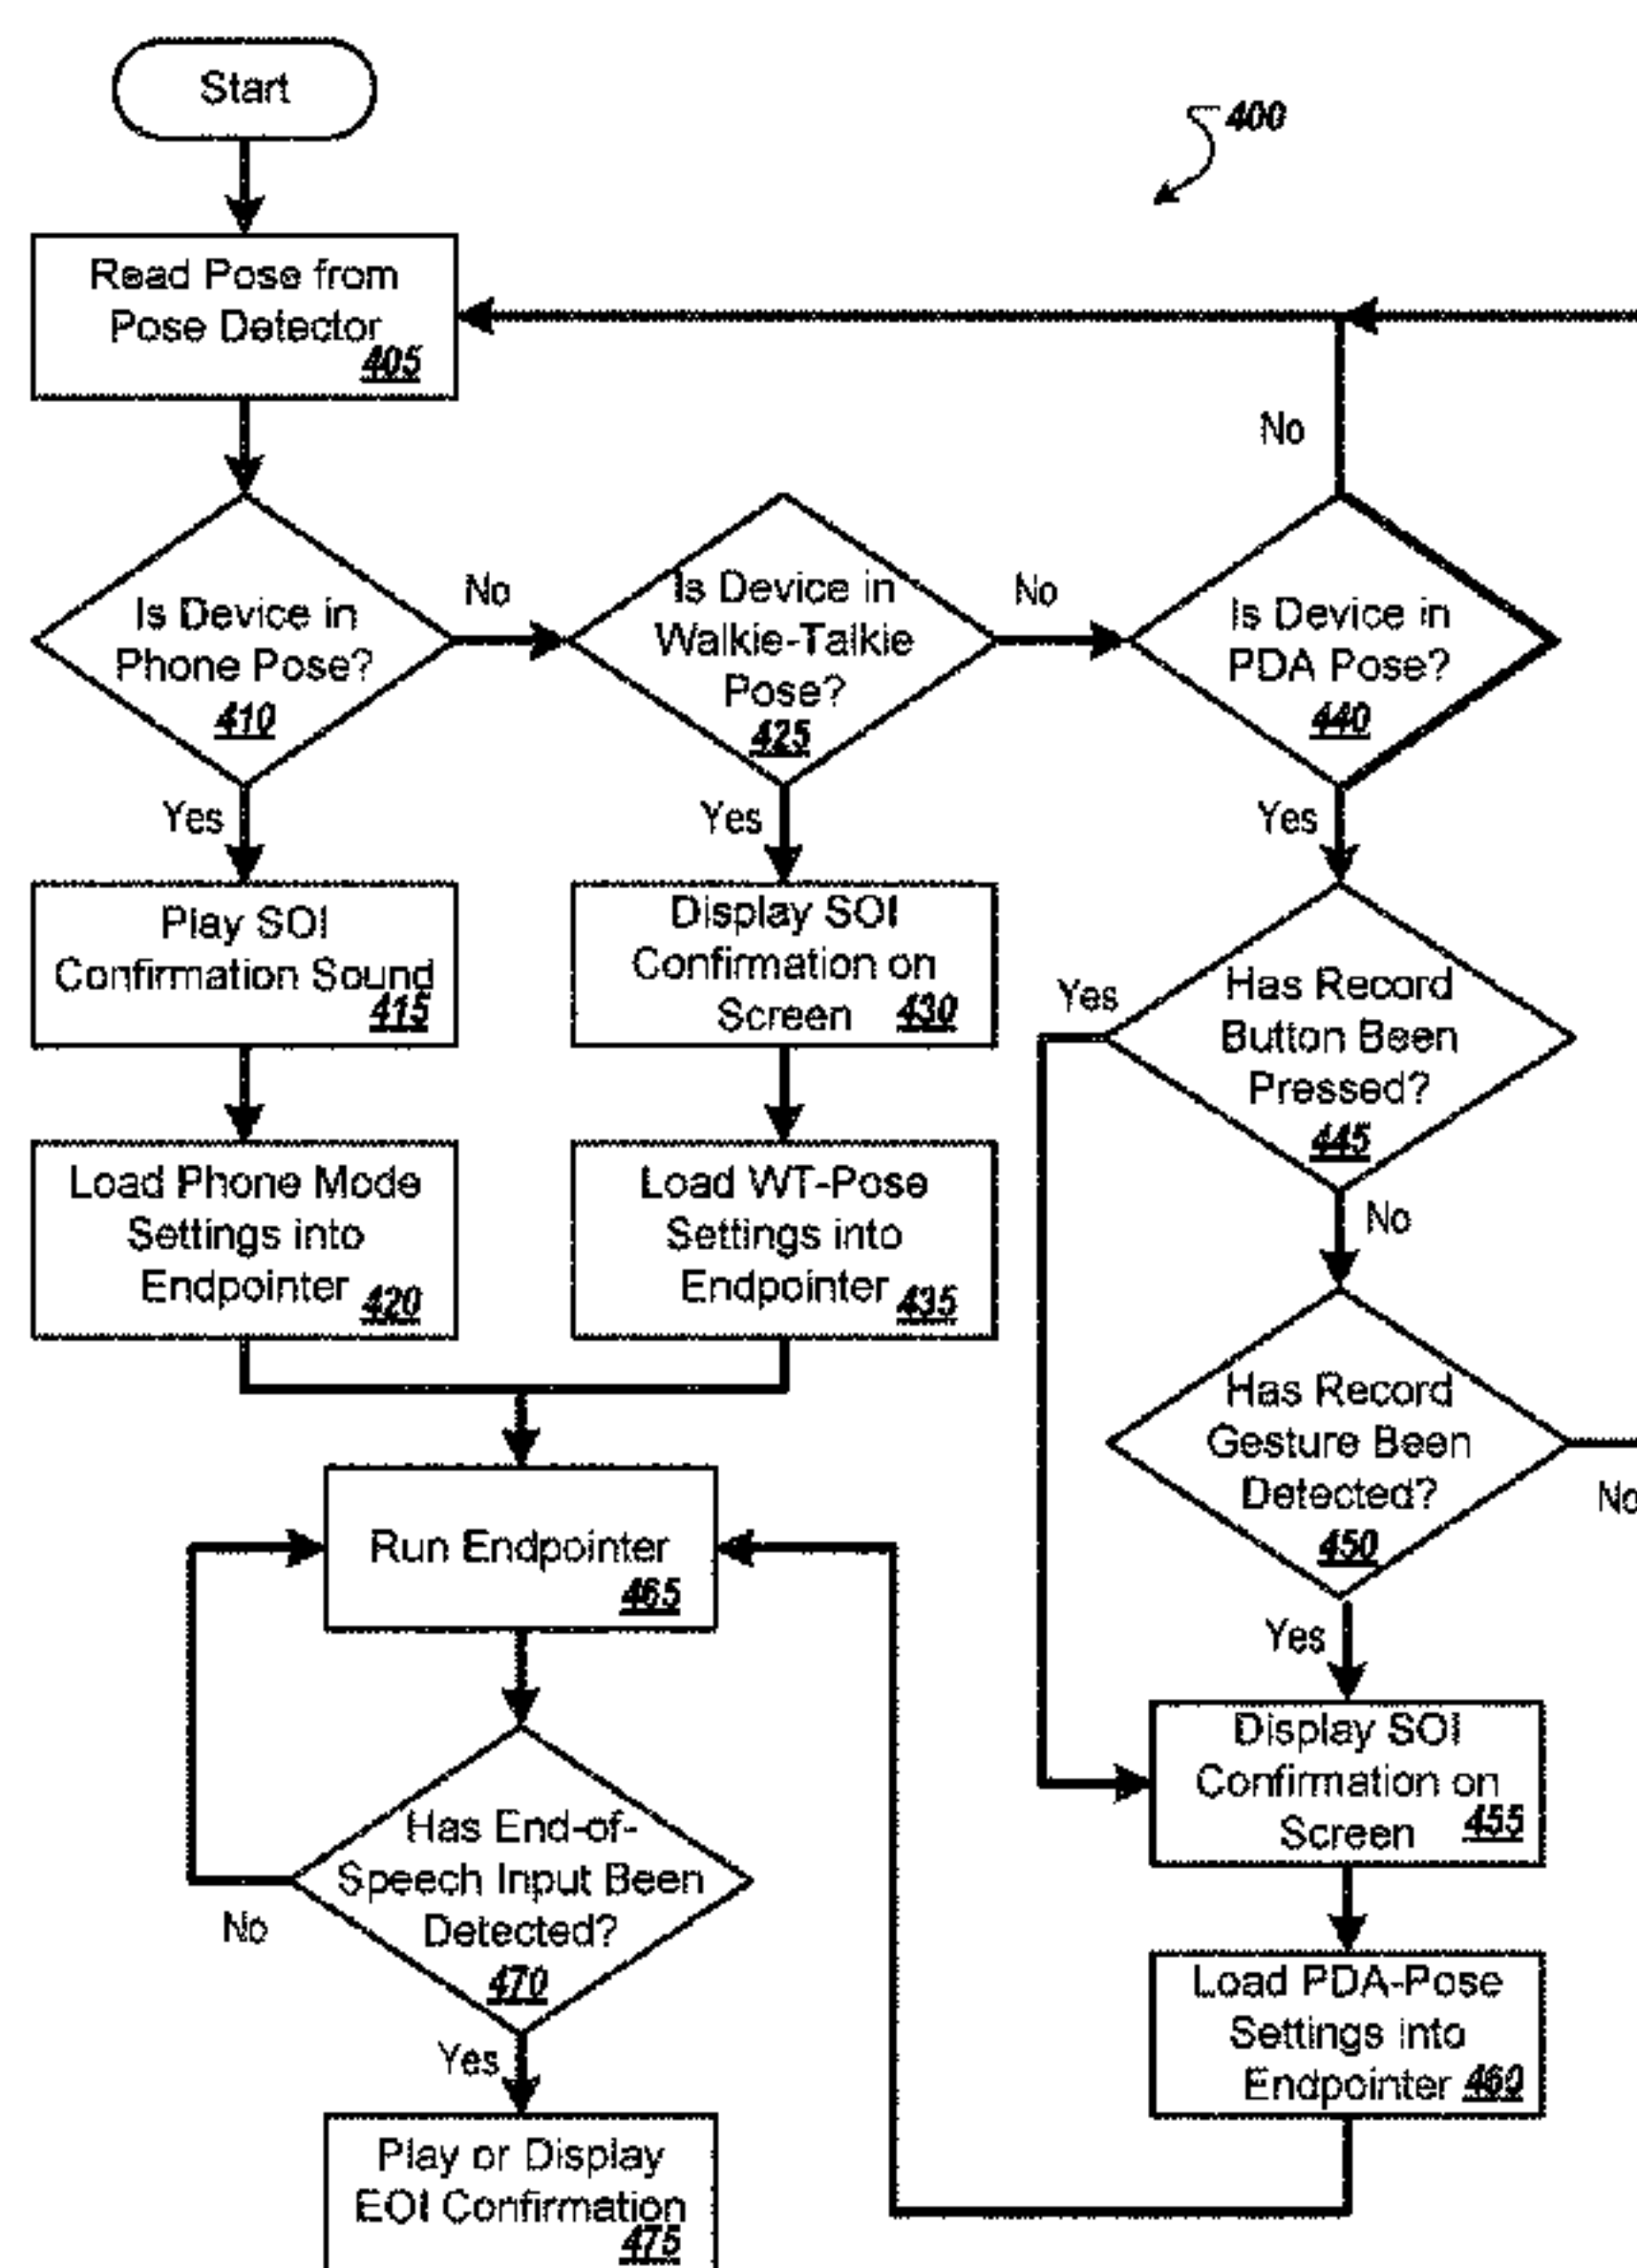 Start
400
Read Pose from
Pose Detector
405
No
Is Device in
Phone Pose?
410
No
Is Device in
Walkie-Talkie
Pose?
425
No
Is Device in
PDA Pose?
440
Yes
Yes
Yes
Play SOI
Confirmation Sound
415
Display SOI
Confirmation on
Screen 430
Yes
Has Record
Button Been
Pressed?
445
No
Load Phone Mode
Settings into
Endpointer 420
Load WT-Pose
Settings into
Endpointer 435
Has Record
Gesture Been
Detected?
450
No
Yes
Run Endpointer
465
Display SOI
Confirmation on
Screen 455
Has End-of-
Speech Input Been
Detected?
470
No
Yes
Load PDA-Pose
Settings into
Endpointer 460
Play or Display
EOI Confirmation
475